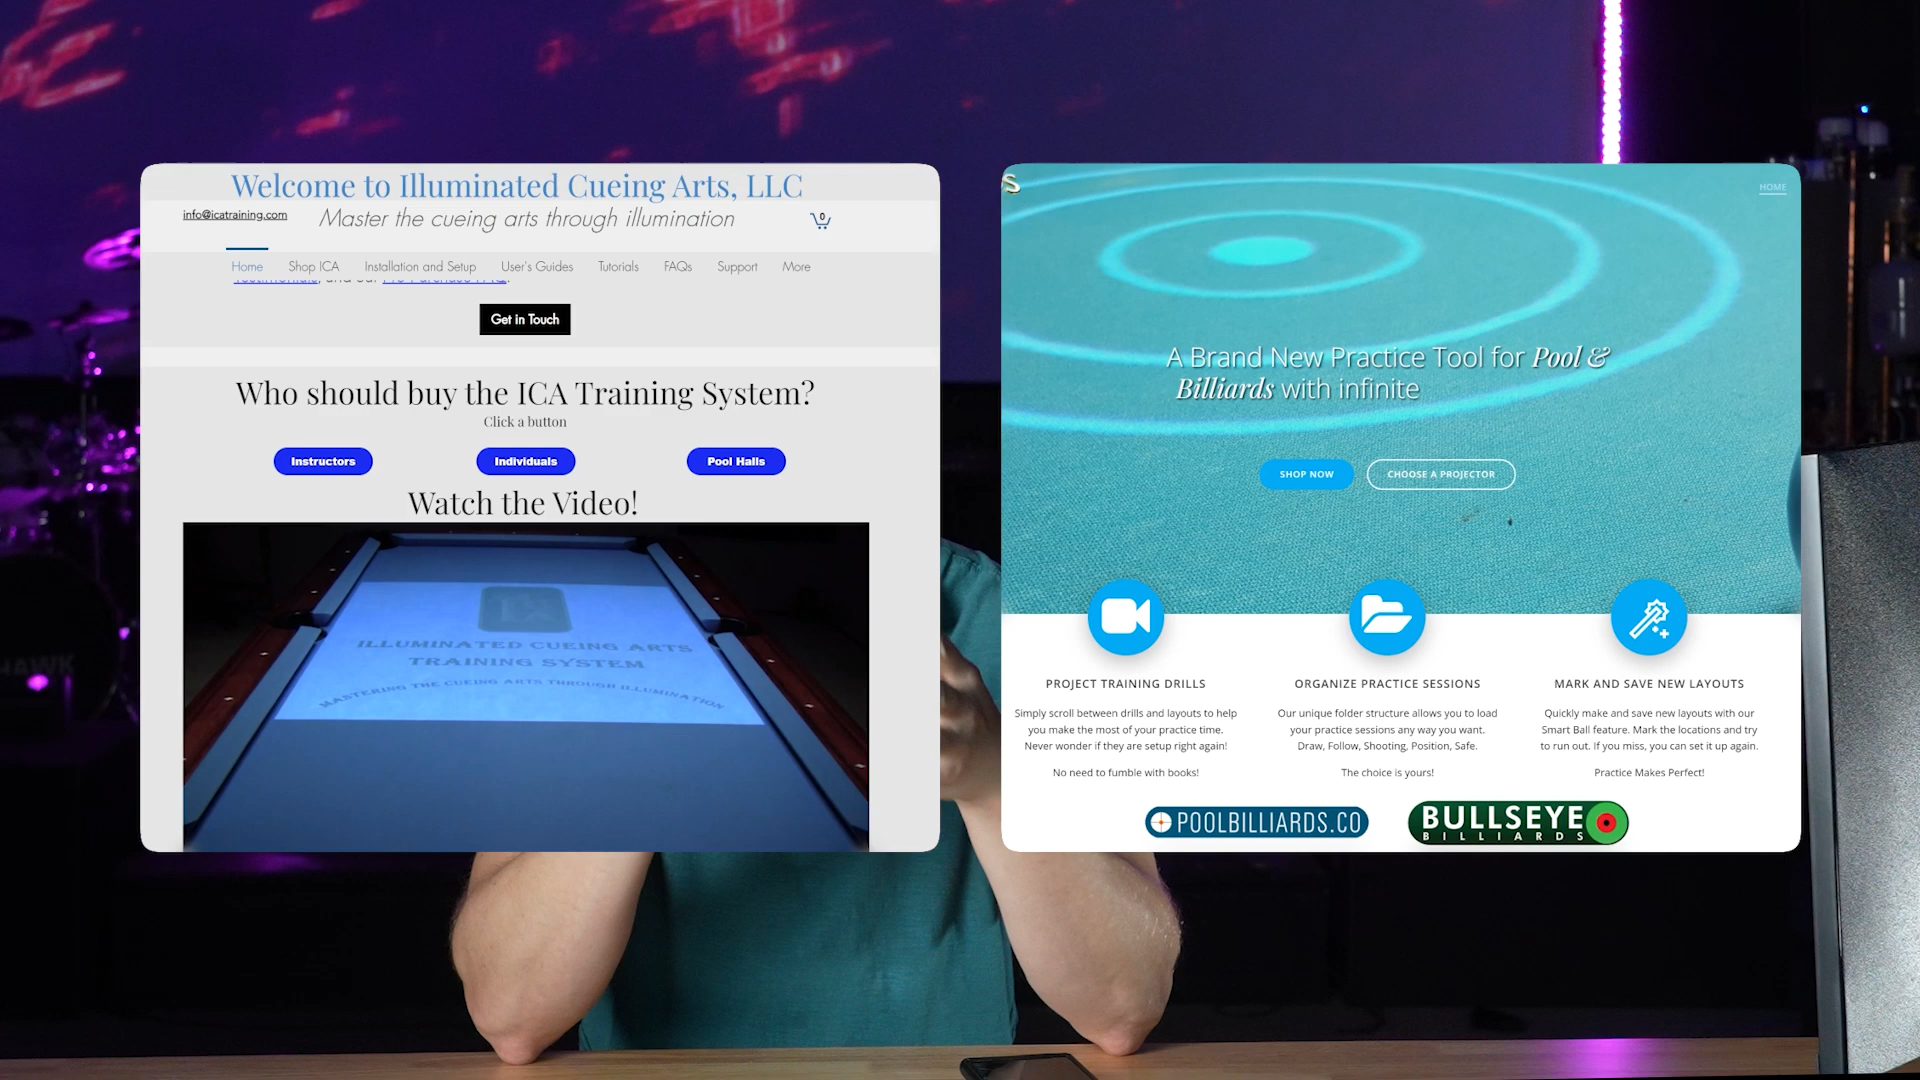 Welcome to Illuminated Cueing Arts, LLC
info@icatraining.com
Master the cueing arts through illumination
0
Home Shop ICA Installation and Setup User's Guides Tutorials FAQs Support More
Get in Touch
Who should buy the ICA Training System?
Click a button
Instructors Individuals Pool Halls
Watch the Video!
ILLUMINATED CUEING ARTS
TRAINING SYSTEM
MASTERING THE CUEING ARTS THROUGH ILLUMINATION
S
HOME
A Brand New Practice Tool for Pool &
Billiards with infinite
SHOP NOW
CHOOSE A PROJECTOR
PROJECT TRAINING DRILLS
Simply scroll between drills and layouts to help
you make the most of your practice time.
Never wonder if they are setup right again!
No need to fumble with books!
ORGANIZE PRACTICE SESSIONS
Our unique folder structure allows you to load
your practice sessions any way you want.
Draw, Follow, Shooting, Position, Safe.
The choice is yours!
MARK AND SAVE NEW LAYOUTS
Quickly make and save new layouts with our
Smart Ball feature. Mark the locations and try
to run out. If you miss, you can set it up again.
Practice Makes Perfect!
POOLBILLIARDS.CO
BULLSEYE
BILLIARDS